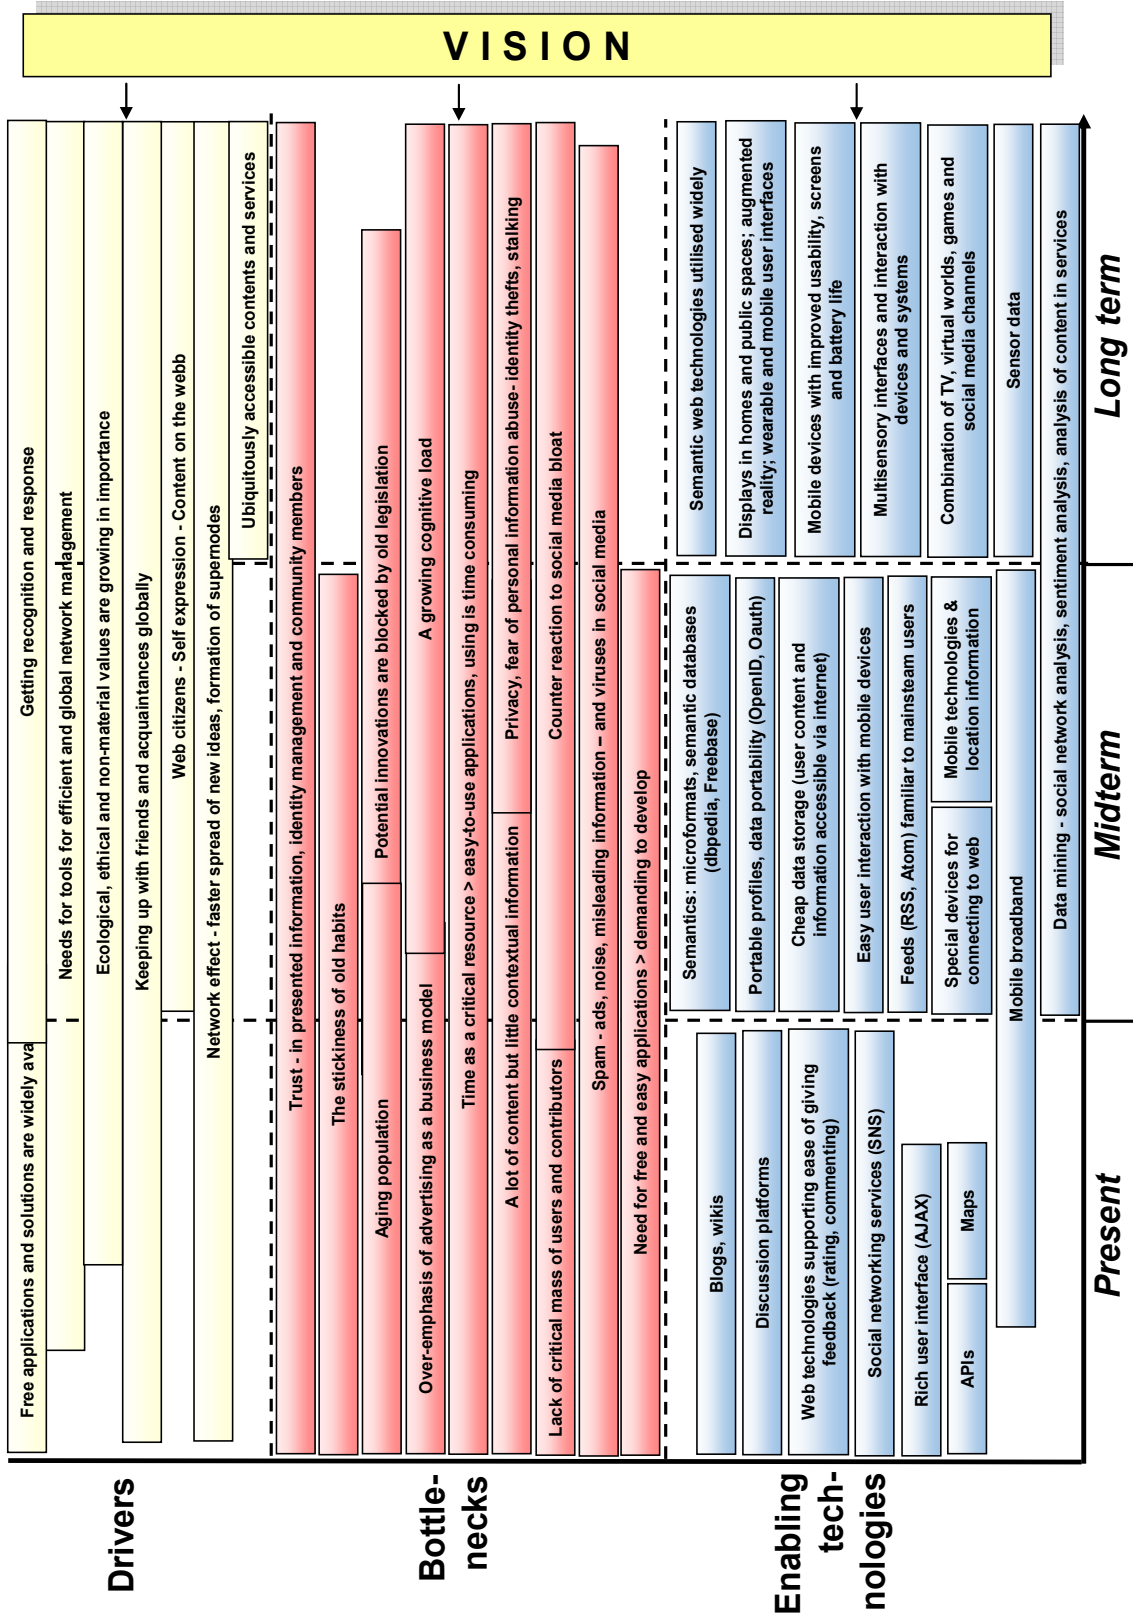 VISION
Drivers
Free applications and solutions are widely ava
Getting recognition and response
Needs for tools for efficient and global network management
Ecological, ethical and non-material values are growing in importance
Keeping up with friends and acquaintances globally
Web citizens - Self expression - Content on the webb
Network effect - faster spread of new ideas, formation of supernodes
Ubiquitously accessible contents and services
Bottle-
necks
Trust - in presented information, identity management and community members
The stickiness of old habits
Aging population
Potential innovations are blocked by old legislation
Over-emphasis of advertising as a business model
A growing cognitive load
Time as a critical resource > easy-to-use applications, using is time consuming
A lot of content but little contextual information
Privacy, fear of personal information abuse- identity thefts, stalking
Lack of critical mass of users and contributors
Counter reaction to social media bloat
Spam - ads, noise, misleading information – and viruses in social media
Need for free and easy applications > demanding to develop
Enabling
tech-
nologies
Blogs, wikis
Discussion platforms
Web technologies supporting ease of giving
feedback (rating, commenting)
Social networking services (SNS)
Rich user interface (AJAX)
APIs
Maps
Semantics: microformats, semantic databases
(dbpedia, Freebase)
Portable profiles, data portability (OpenID, Oauth)
Cheap data storage (user content and
information accessible via internet)
Easy user interaction with mobile devices
Feeds (RSS, Atom) familiar to mainsteam users
Special devices for
connecting to web
Mobile technologies &
location information
Mobile broadband
Semantic web technologies utilised widely
Displays in homes and public spaces; augmented
reality; wearable and mobile user interfaces
Mobile devices with improved usability, screens
and battery life
Multisensory interfaces and interaction with
devices and systems
Combination of TV, virtual worlds, games and
social media channels
Sensor data
Data mining - social network analysis, sentiment analysis, analysis of content in services
Present
Midterm
Long term